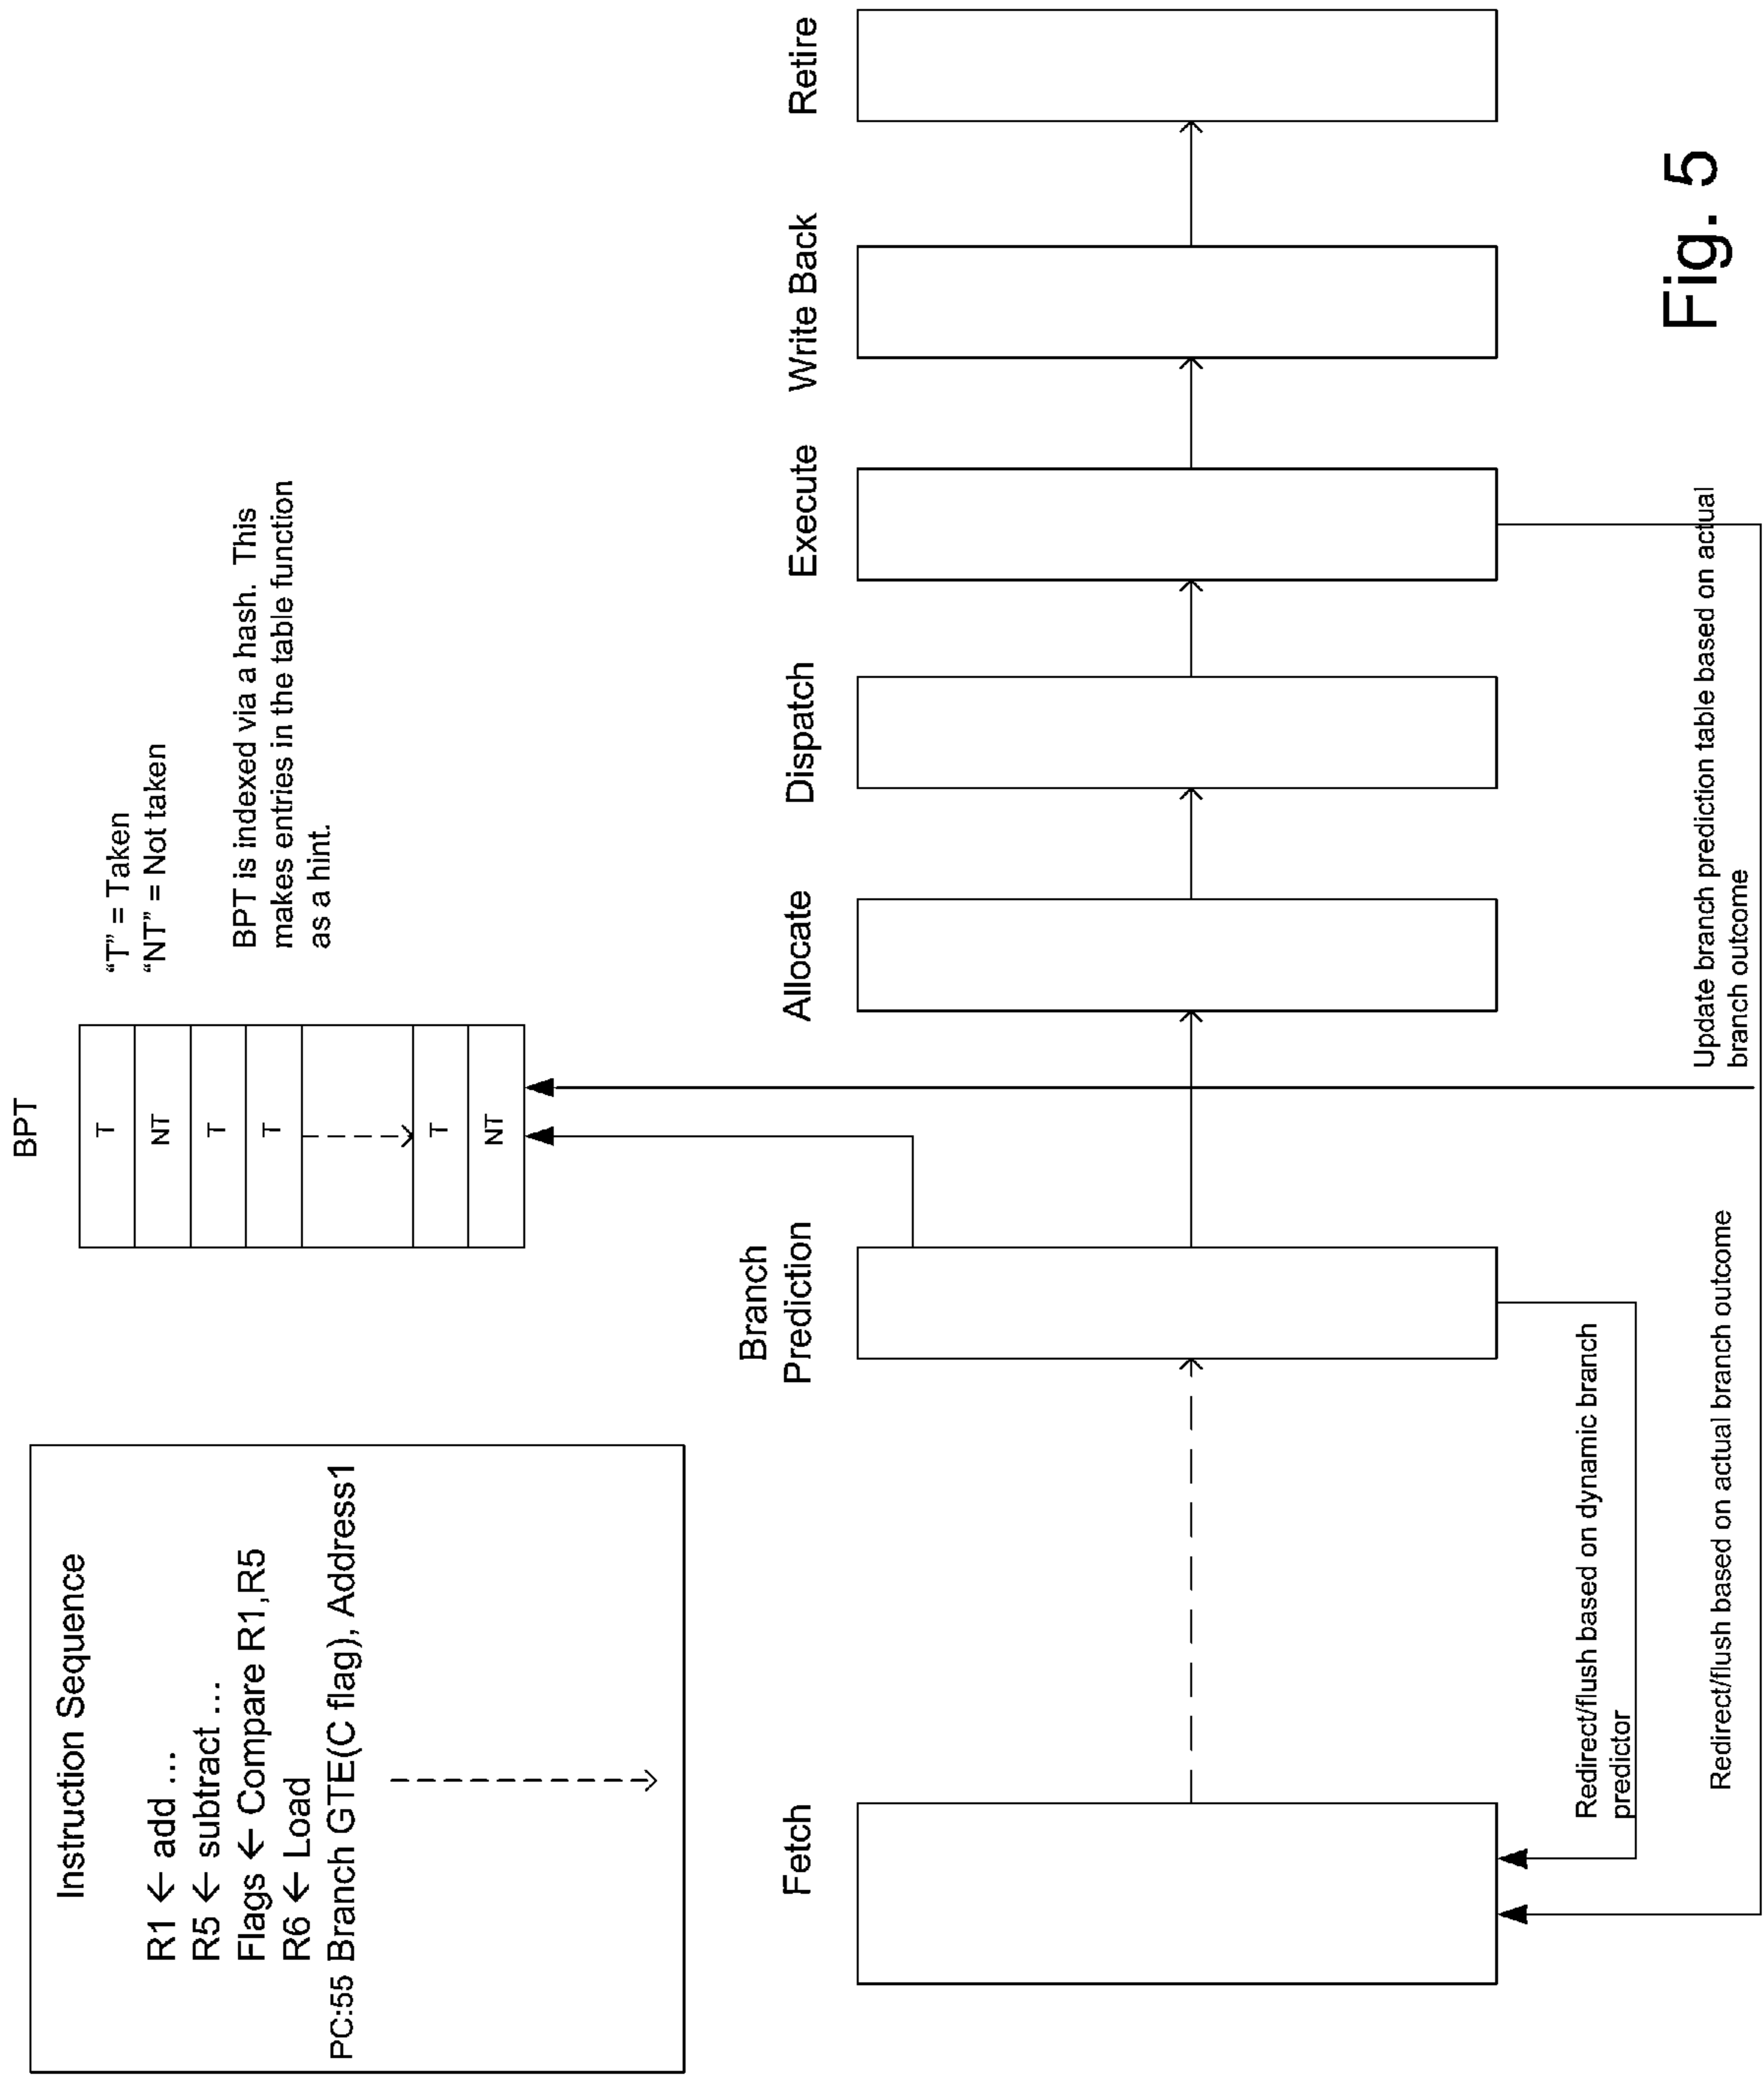 Instruction Sequence
R1 ← add ...
R5 ← subtract ...
Flags ← Compare R1,R5
R6 ← Load
PC:55 Branch GTE(C flag), Address1
BPT
T
NT
T
T
T
NT
“T” = Taken
“NT” = Not taken
BPT is indexed via a hash. This
makes entries in the table function
as a hint.
Fetch
Branch
Prediction
Allocate
Dispatch
Execute
Write Back
Retire
Redirect/flush based on dynamic branch
predictor
Redirect/flush based on actual branch outcome
Update branch prediction table based on actual
branch outcome
Fig. 5